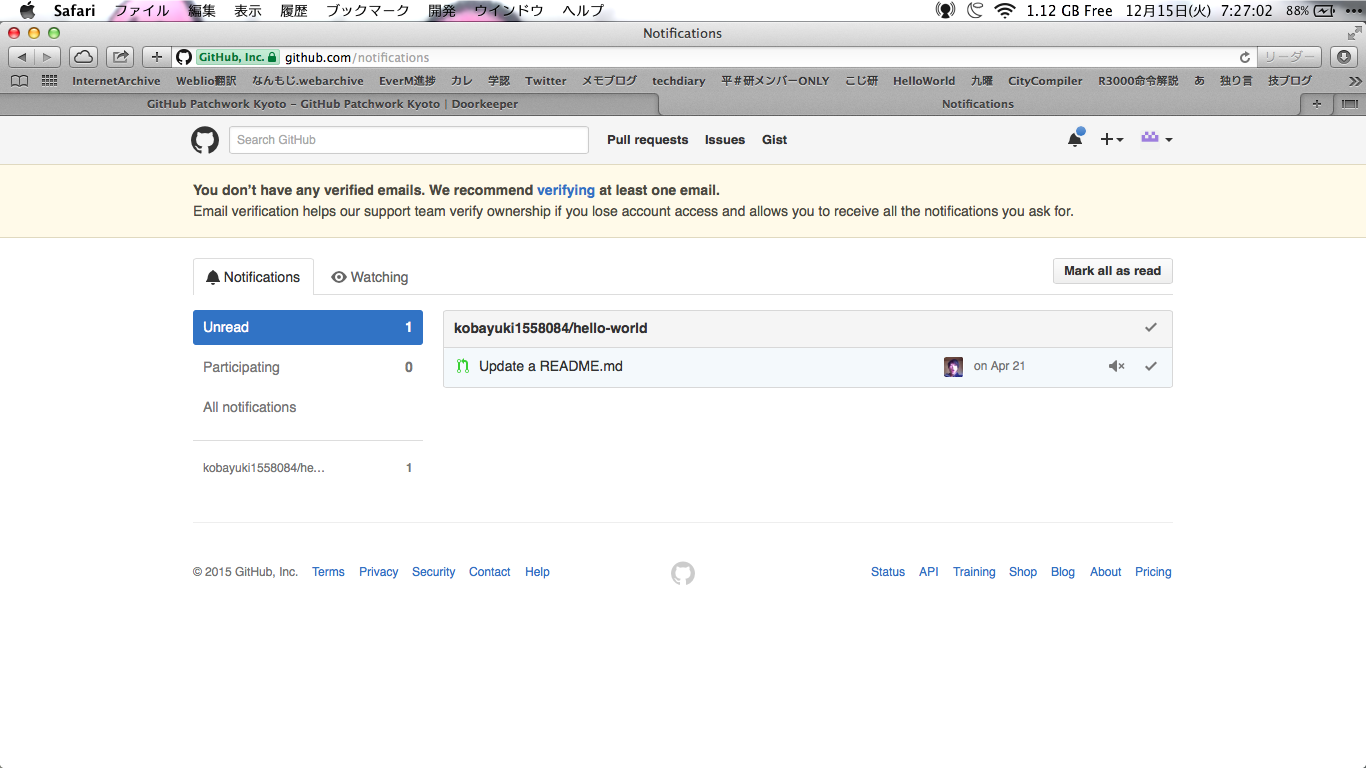 Safari ファイル 編集 表示 履歴 ブックマーク 開発 ウインドウ ヘルプ 1.12 GB Free 12月15日(火) 7:27:02 88%
Notifications
GitHub, Inc. github.com/notifications リーダー
InternetArchive Weblio翻訳 なんもじ.webarchive EverM進捗 カレ 学認 Twitter メモブログ techdiary 平#研メンバーONLY こじ研 HelloWorld 九曜 CityCompiler R3000命令解説 あ 独り言 技ブログ
GitHub Patchwork Kyoto - GitHub Patchwork Kyoto | Doorkeeper Notifications
Search GitHub Pull requests Issues Gist
You don't have any verified emails. We recommend verifying at least one email.
Email verification helps our support team verify ownership if you lose account access and allows you to receive all the notifications you ask for.
Notifications Watching Mark all as read
Unread 1
kobayuki1558084/hello-world
Participating 0
Update a README.md on Apr 21
All notifications
kobayuki1558084/he… 1
© 2015 GitHub, Inc. Terms Privacy Security Contact Help Status API Training Shop Blog About Pricing